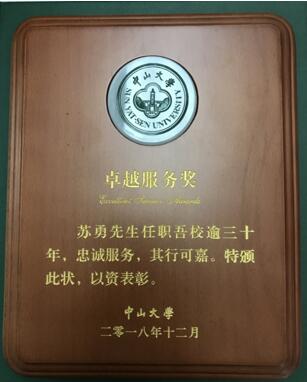 中山大學
SUN YAT-SEN UNIVERSITY
卓越服务奖
Excellent Service Awards
苏勇先生任职吾校逾三十
年，忠诚服务，其行可嘉。特颁
此状，以资表彰。
中山大學
二零一八年十二月